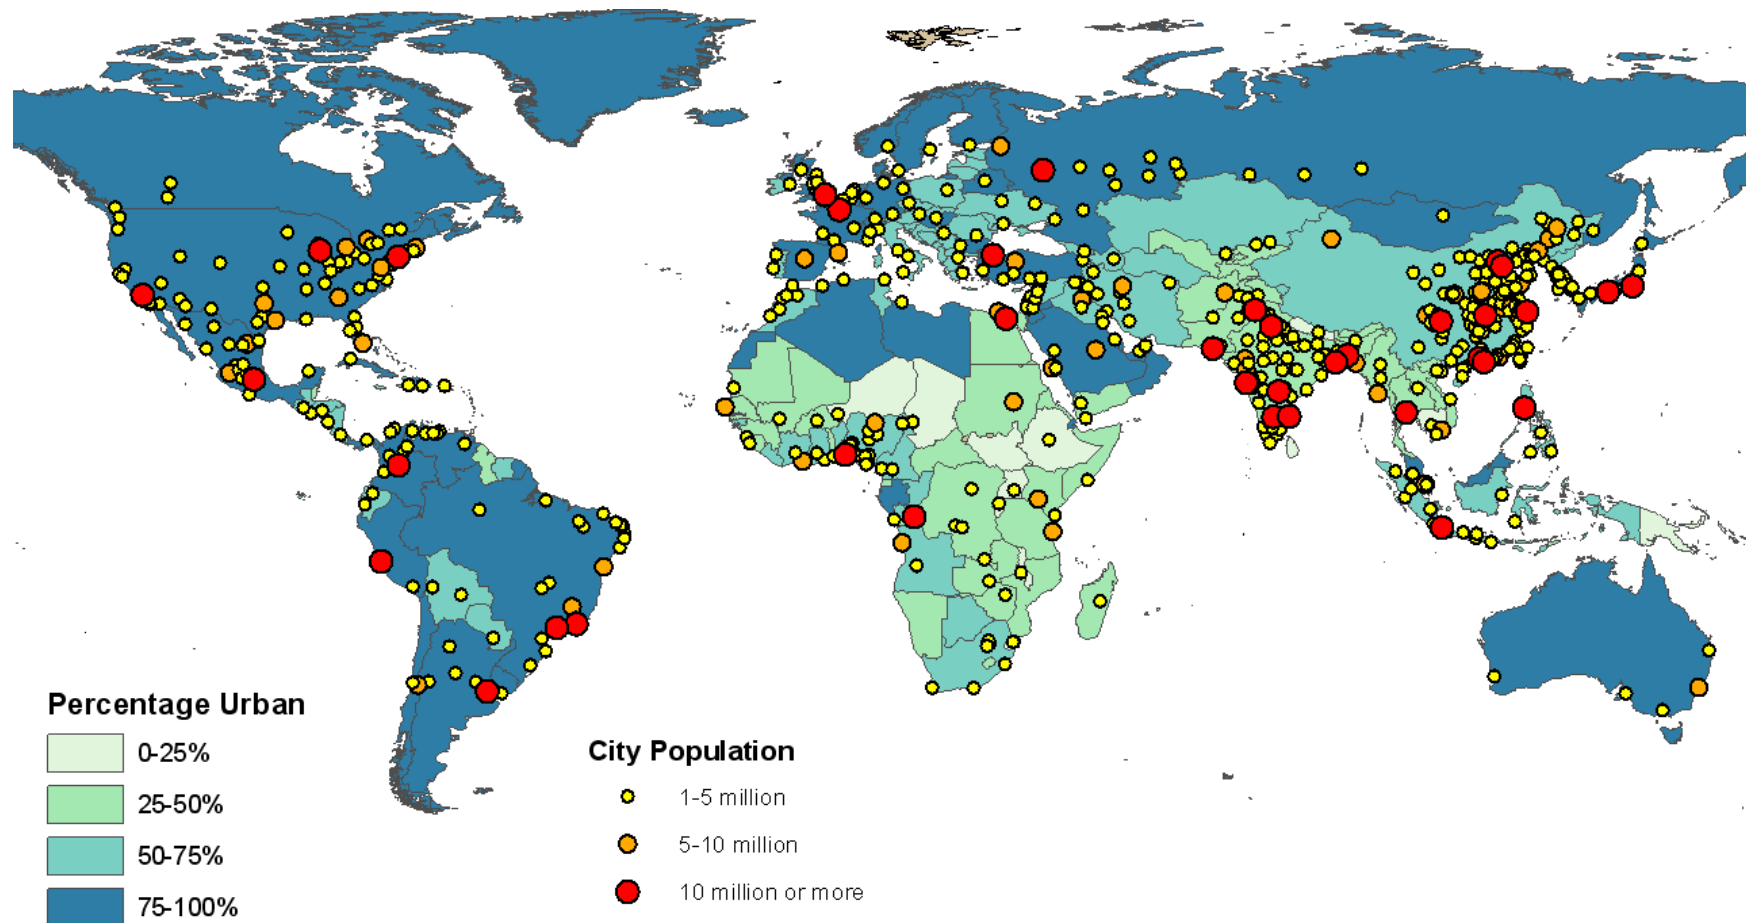 Percentage Urban
0-25%
25-50%
50-75%
75-100%
City Population
1-5 million
5-10 million
10 million or more